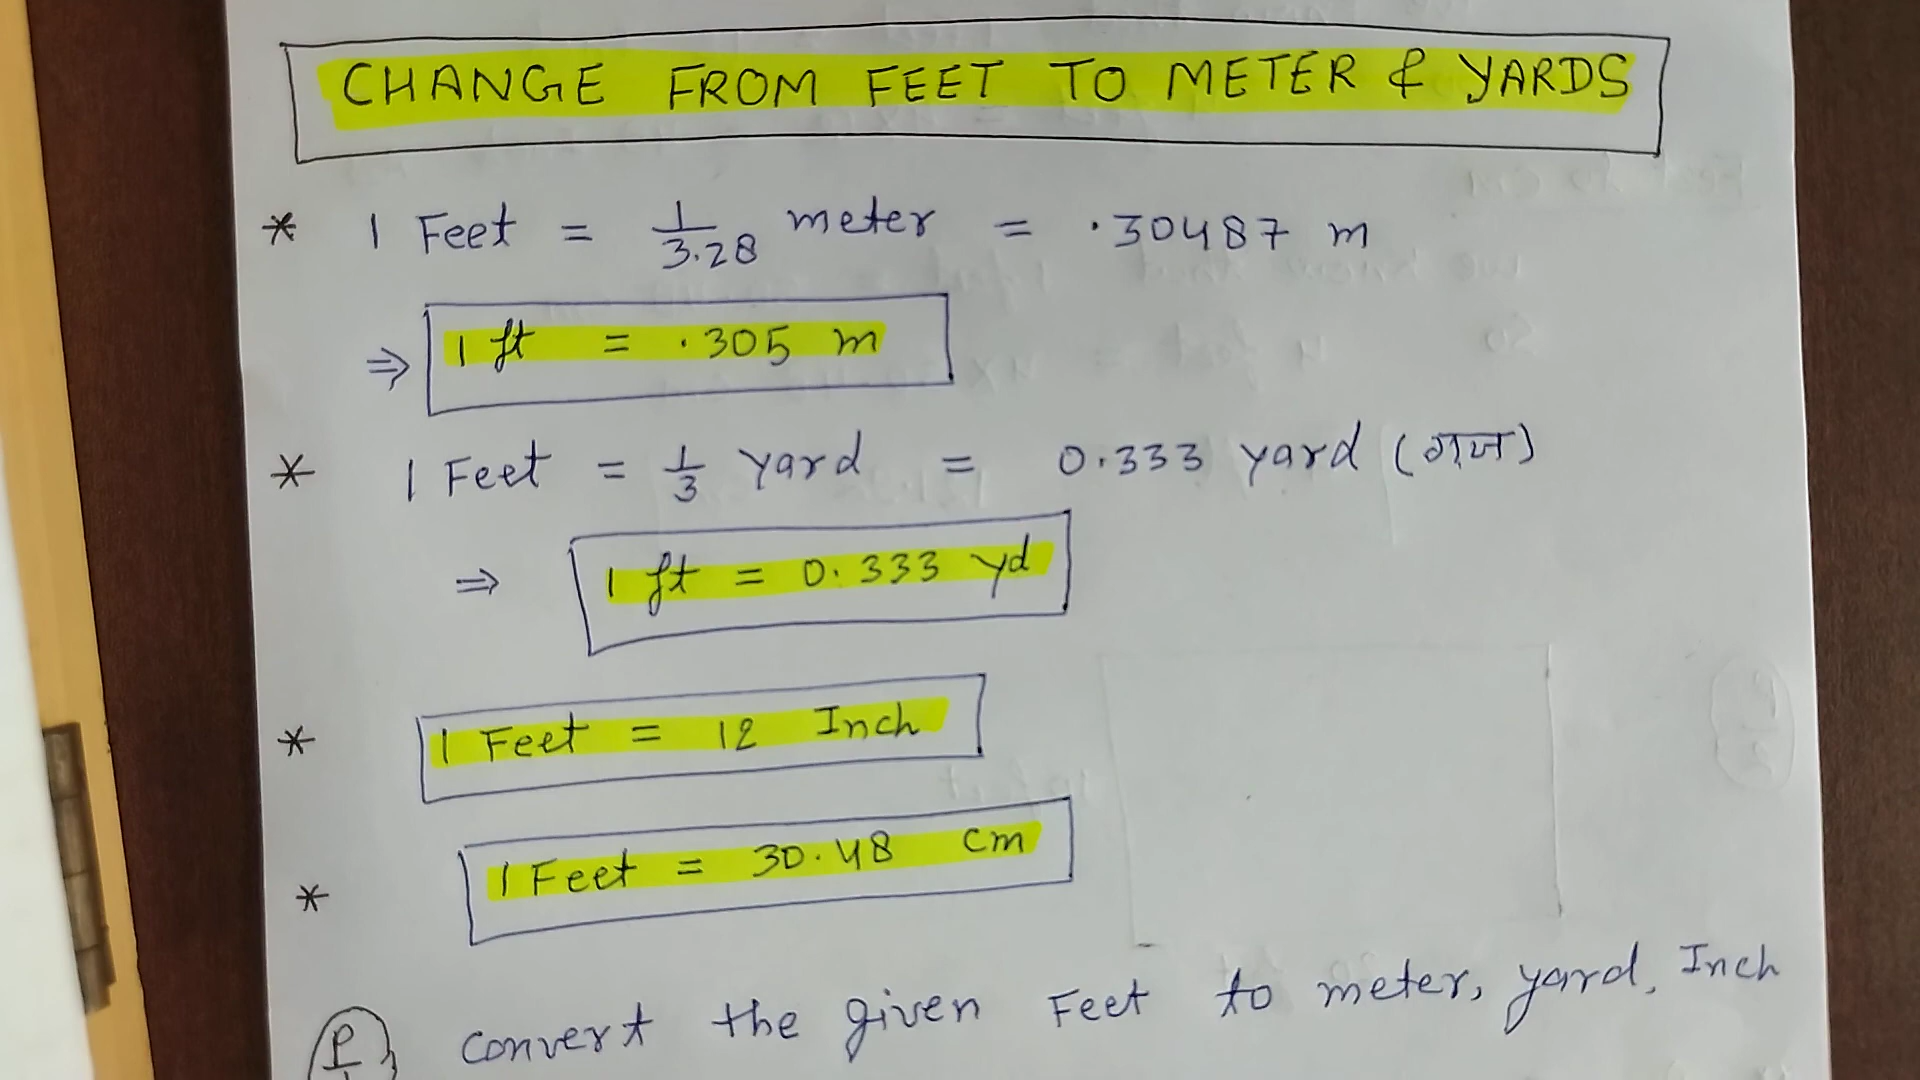 CHANGE FROM FEET TO METER & YARDS
* 1 Feet = 1/3.28 meter = .30487 m
⇒ 1 ft = .305 m
* 1 Feet = 1/3 yard = 0.333 yard (गज)
⇒ 1 ft = 0.333 yd
* 1 Feet = 12 Inch
* 1 Feet = 30.48 cm
convert the given Feet to meter, yard, Inch